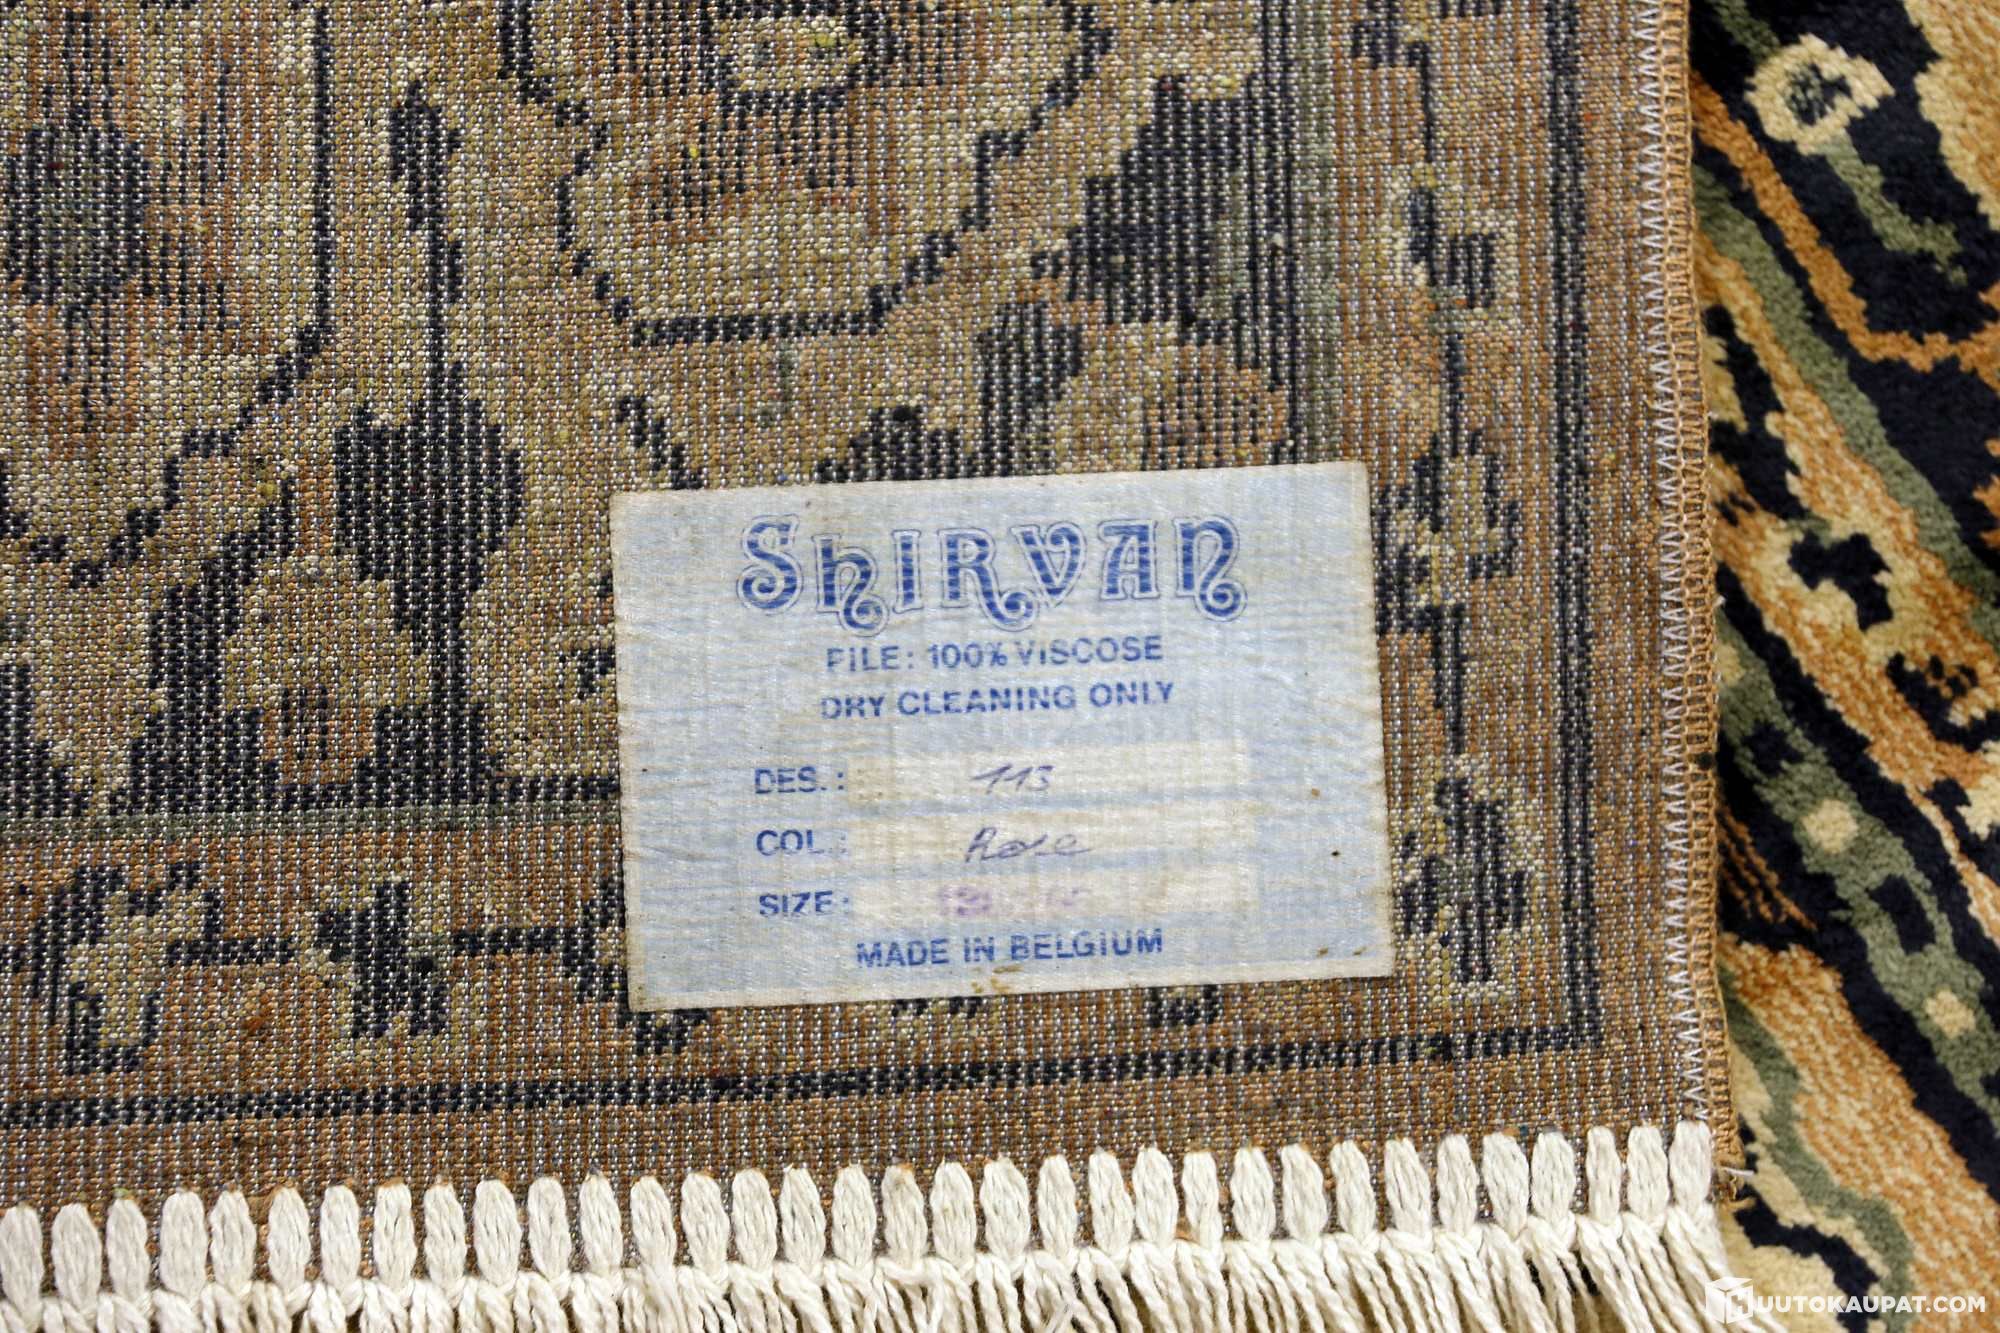 SHIRVAN
PILE: 100% VISCOSE
DRY CLEANING ONLY
DES.: 113
COL.: Rose
SIZE:
MADE IN BELGIUM
HUUTOKAUPAT.COM